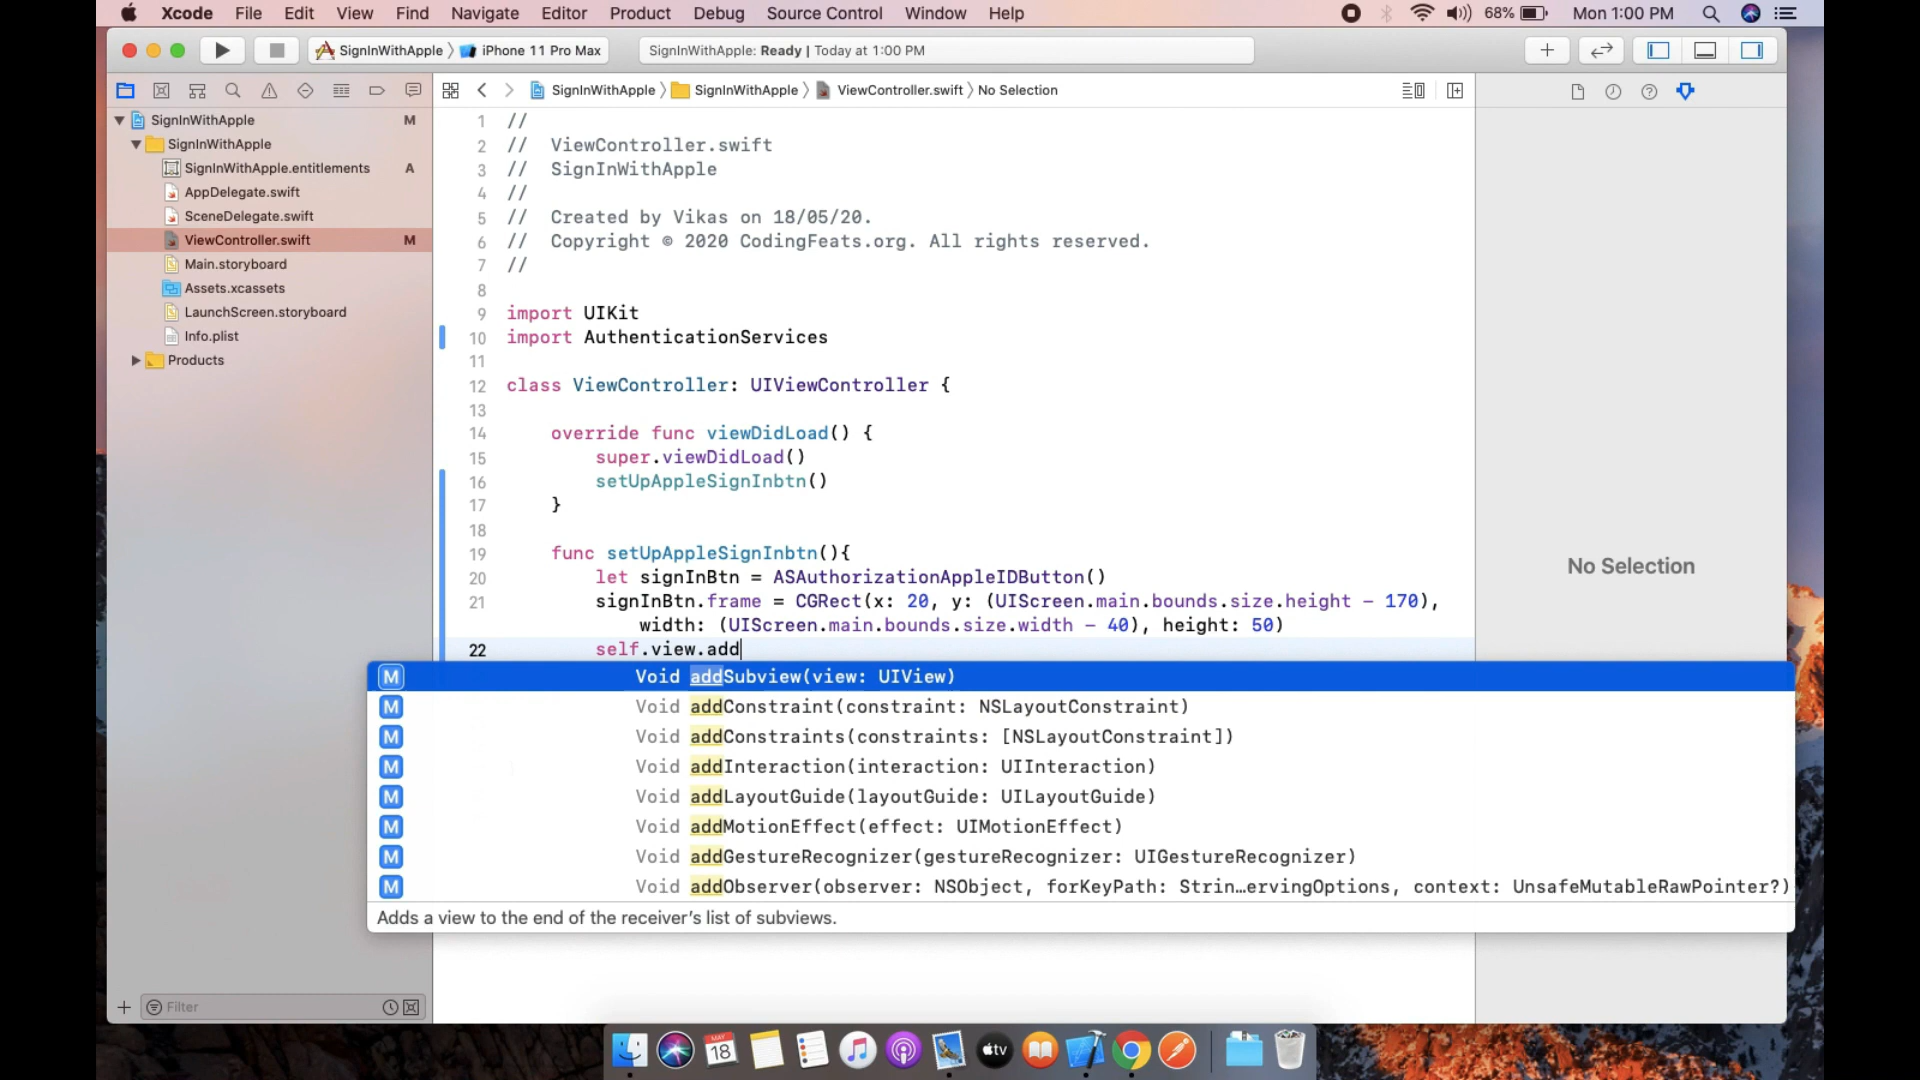 Xcode File Edit View Find Navigate Editor Product Debug Source Control Window Help 68% Mon 1:00 PM
SignInWithApple iPhone 11 Pro Max SignInWithApple: Ready | Today at 1:00 PM
SignInWithApple SignInWithApple ViewController.swift No Selection
SignInWithApple M
SignInWithApple
SignInWithApple.entitlements A
AppDelegate.swift
SceneDelegate.swift
ViewController.swift M
Main.storyboard
Assets.xcassets
LaunchScreen.storyboard
Info.plist
Products
Filter
1 //
2 // ViewController.swift
3 // SignInWithApple
4 //
5 // Created by Vikas on 18/05/20.
6 // Copyright © 2020 CodingFeats.org. All rights reserved.
7 //
8
9 import UIKit
10 import AuthenticationServices
11
12 class ViewController: UIViewController {
13
14 override func viewDidLoad() {
15 super.viewDidLoad()
16 setUpAppleSignInbtn()
17 }
18
19 func setUpAppleSignInbtn(){
20 let signInBtn = ASAuthorizationAppleIDButton()
21 signInBtn.frame = CGRect(x: 20, y: (UIScreen.main.bounds.size.height - 170),
width: (UIScreen.main.bounds.size.width - 40), height: 50)
22 self.view.add
M Void addSubview(view: UIView)
M Void addConstraint(constraint: NSLayoutConstraint)
M Void addConstraints(constraints: [NSLayoutConstraint])
M Void addInteraction(interaction: UIInteraction)
M Void addLayoutGuide(layoutGuide: UILayoutGuide)
M Void addMotionEffect(effect: UIMotionEffect)
M Void addGestureRecognizer(gestureRecognizer: UIGestureRecognizer)
M Void addObserver(observer: NSObject, forKeyPath: Strin…ervingOptions, context: UnsafeMutableRawPointer?)
Adds a view to the end of the receiver's list of subviews.
No Selection
MAY
18
tv